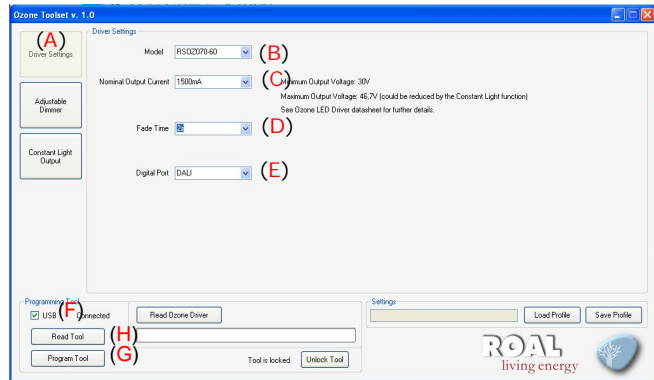 Ozone Toolset v. 1.0
Driver Settings
(A)
Driver Settings
Model RSOZ070-60 (B)
Nominal Output Current 1500mA (C) Minimum Output Voltage: 30V
Maximum Output Voltage: 46,7V (could be reduced by the Constant Light function)
See Ozone LED Driver datasheet for further details.
Adjustable
Dimmer
Fade Time 2s (D)
Constant Light
Output
Digital Port DALI (E)
Programming Tool
Settings
USB (F) Connected
Read Ozone Driver
Load Profile
Save Profile
Read Tool (H)
Program Tool (G)
Tool is locked
Unlock Tool
ROAL
living energy